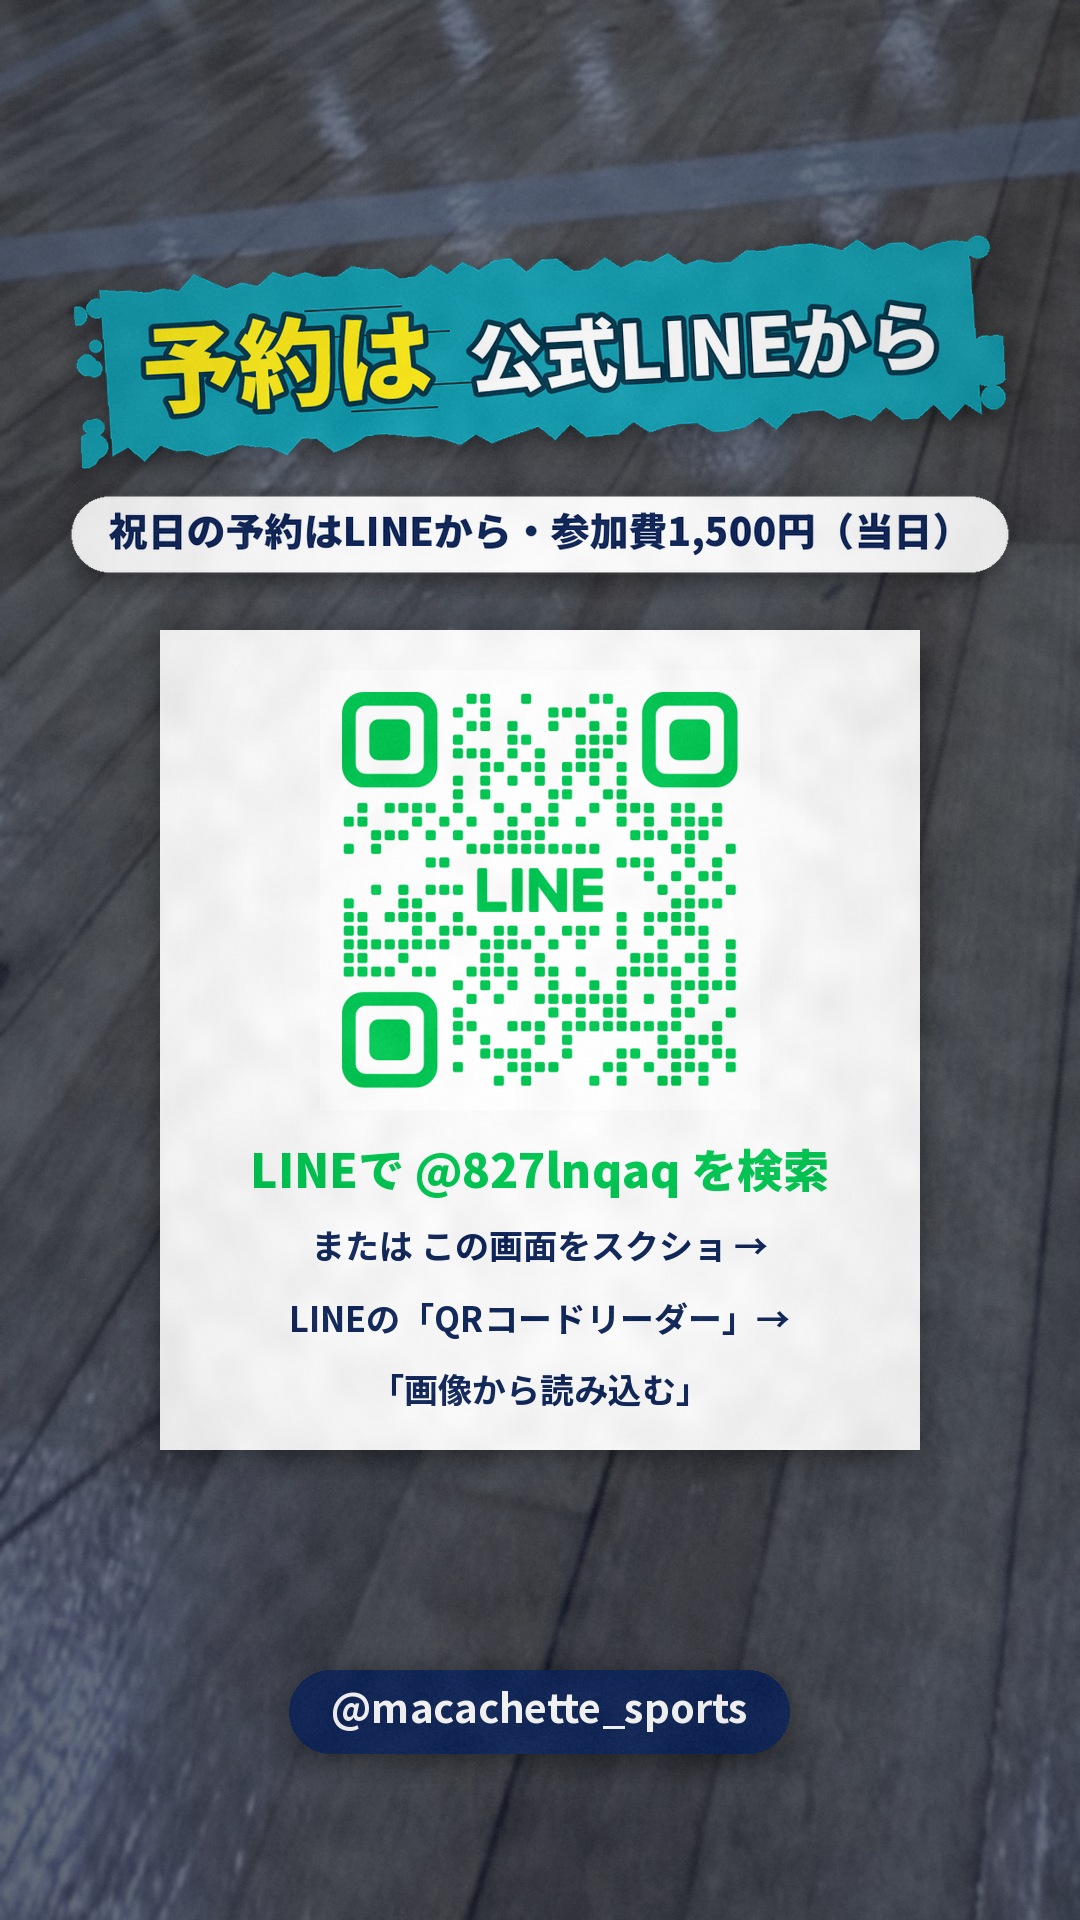 予約は 公式LINEから
祝日の予約はLINEから・参加費1,500円（当日）
LINE
LINEで @827lnqaq を検索
または この画面をスクショ →
LINEの「QRコードリーダー」→
「画像から読み込む」
@macachette_sports